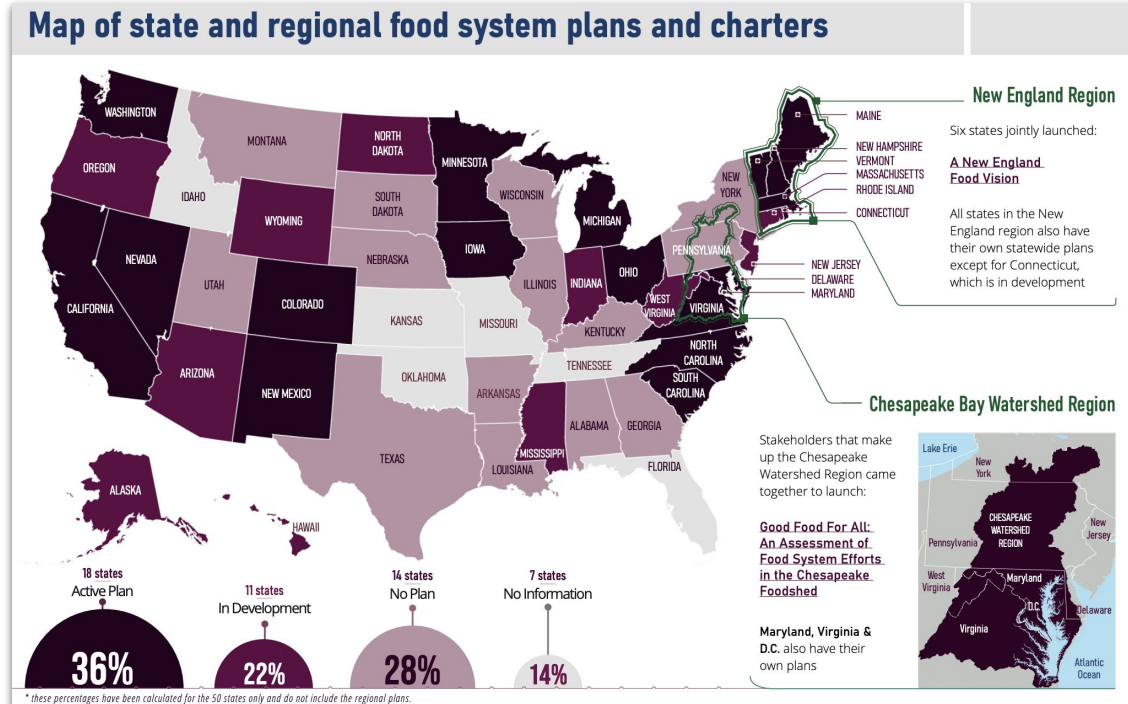 Map of state and regional food system plans and charters
WASHINGTON
OREGON
IDAHO
MONTANA
NORTH
DAKOTA
MINNESOTA
SOUTH
DAKOTA
WISCONSIN
MICHIGAN
NEW
YORK
WYOMING
NEVADA
CALIFORNIA
UTAH
COLORADO
NEBRASKA
IOWA
ILLINOIS
INDIANA
OHIO
PENNSYLVANIA
WEST
VIRGINIA
VIRGINIA
KANSAS
MISSOURI
KENTUCKY
ARIZONA
NEW MEXICO
OKLAHOMA
ARKANSAS
TENNESSEE
NORTH
CAROLINA
SOUTH
CAROLINA
TEXAS
LOUISIANA
MISSISSIPPI
ALABAMA
GEORGIA
FLORIDA
ALASKA
HAWAII
MAINE
NEW HAMPSHIRE
VERMONT
MASSACHUSETTS
RHODE ISLAND
CONNECTICUT
NEW JERSEY
DELAWARE
MARYLAND
New England Region
Six states jointly launched:
A New England
Food Vision
All states in the New
England region also have
their own statewide plans
except for Connecticut,
which is in development
Chesapeake Bay Watershed Region
Stakeholders that make
up the Chesapeake
Watershed Region came
together to launch:
Good Food For All:
An Assessment of
Food System Efforts
in the Chesapeake
Foodshed
Maryland, Virginia &
D.C. also have their
own plans
Lake Erie
New
York
CHESAPEAKE
WATERSHED
REGION
Pennsylvania
New
Jersey
West
Virginia
Maryland
D.C.
Delaware
Virginia
Atlantic
Ocean
18 states
Active Plan
36%
11 states
In Development
22%
14 states
No Plan
28%
7 states
No Information
14%
* these percentages have been calculated for the 50 states only and do not include the regional plans.